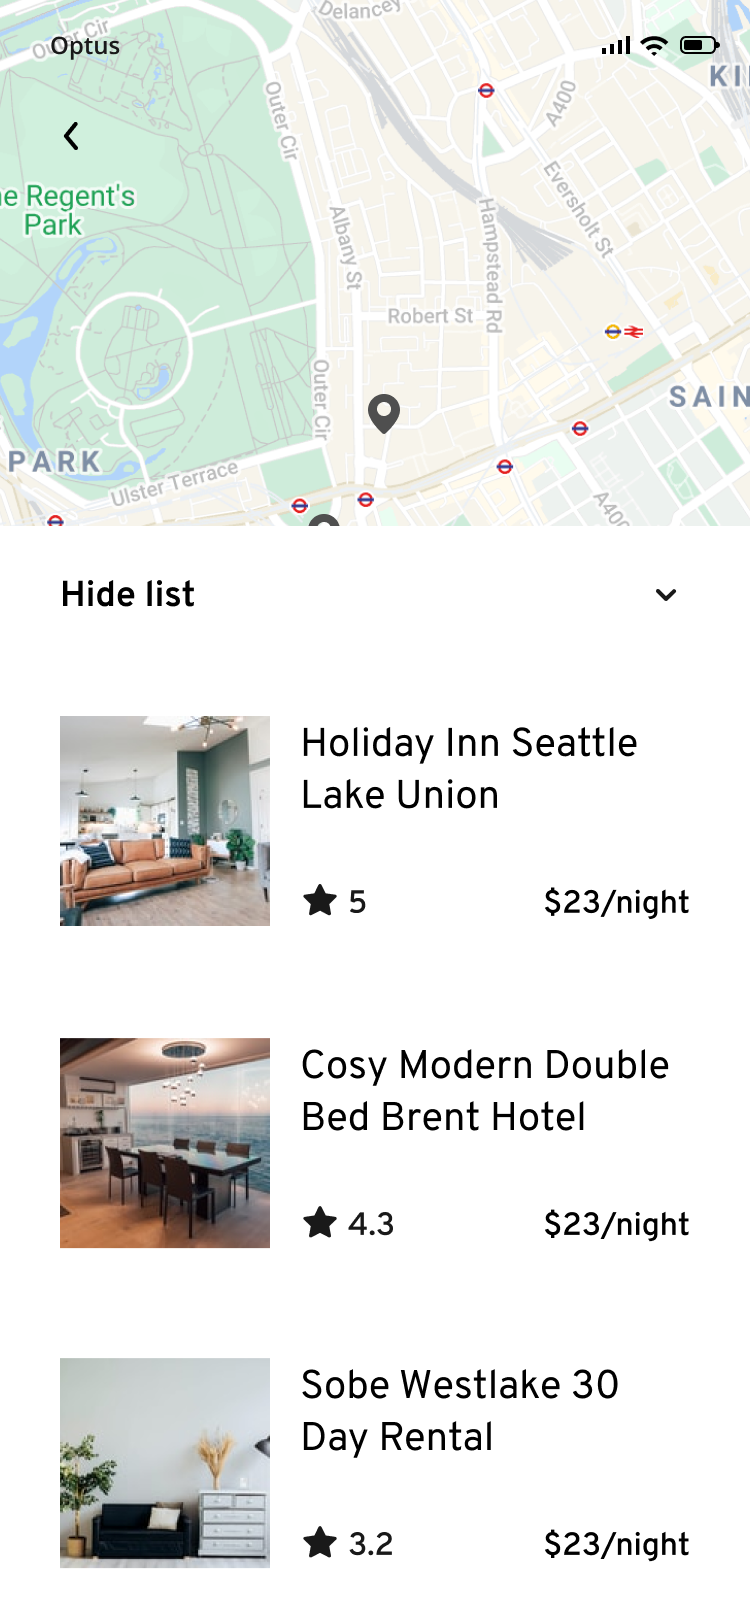 Delancey
Outer Cir
Optus
KI
A400
Outer Cir
e Regent's
Park
Eversholt St
Albany St
Hampstead Rd
Robert St
Outer Cir
SAIN
PARK
Ulster Terrace
A400
Hide list
Holiday Inn Seattle
Lake Union
5
$23/night
Cosy Modern Double
Bed Brent Hotel
4.3
$23/night
Sobe Westlake 30
Day Rental
3.2
$23/night